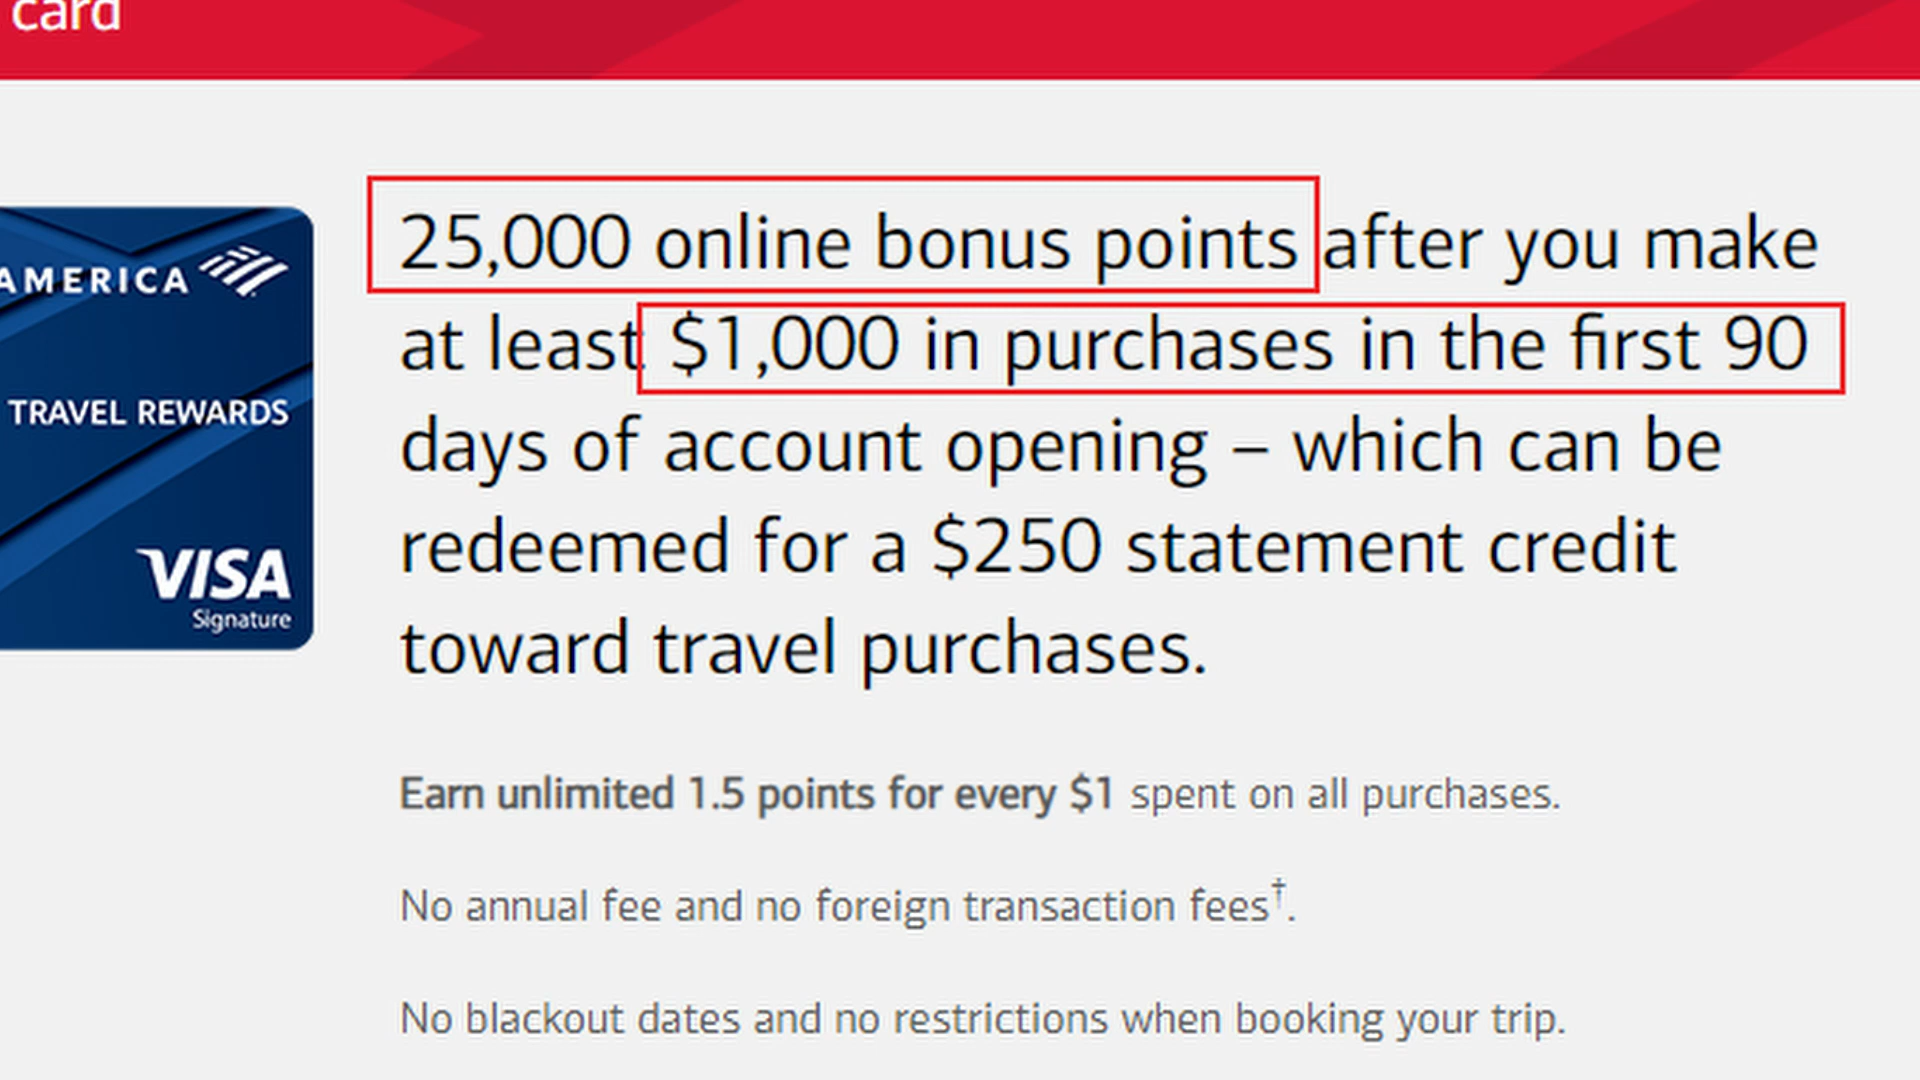 card
AMERICA
TRAVEL REWARDS
VISA
Signature
25,000 online bonus points after you make
at least $1,000 in purchases in the first 90
days of account opening – which can be
redeemed for a $250 statement credit
toward travel purchases.
Earn unlimited 1.5 points for every $1 spent on all purchases.
No annual fee and no foreign transaction fees†.
No blackout dates and no restrictions when booking your trip.